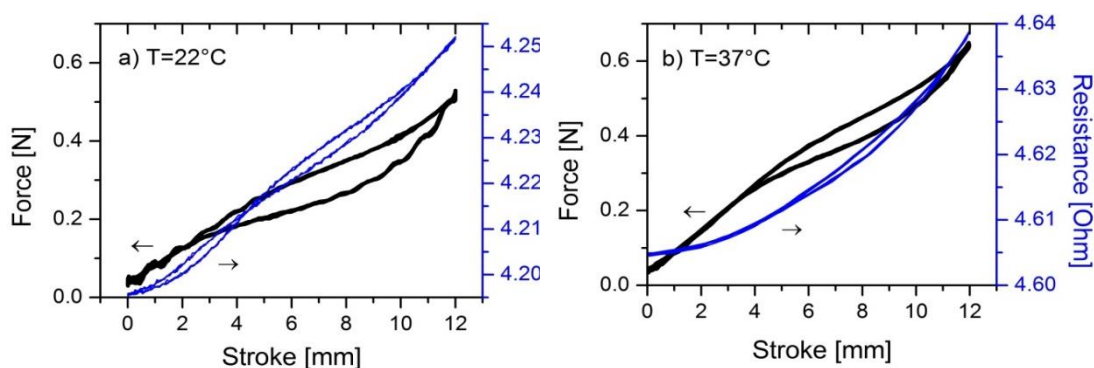 a) T=22°C
Force [N]
0.6
0.4
0.2
0.0
0 2 4 6 8 10 12
Stroke [mm]
4.25
4.24
4.23
4.22
4.21
4.20
←
→
b) T=37°C
Force [N]
0.6
0.4
0.2
0.0
0 2 4 6 8 10 12
Stroke [mm]
4.64
4.63
4.62
4.61
4.60
Resistance [Ohm]
←
→